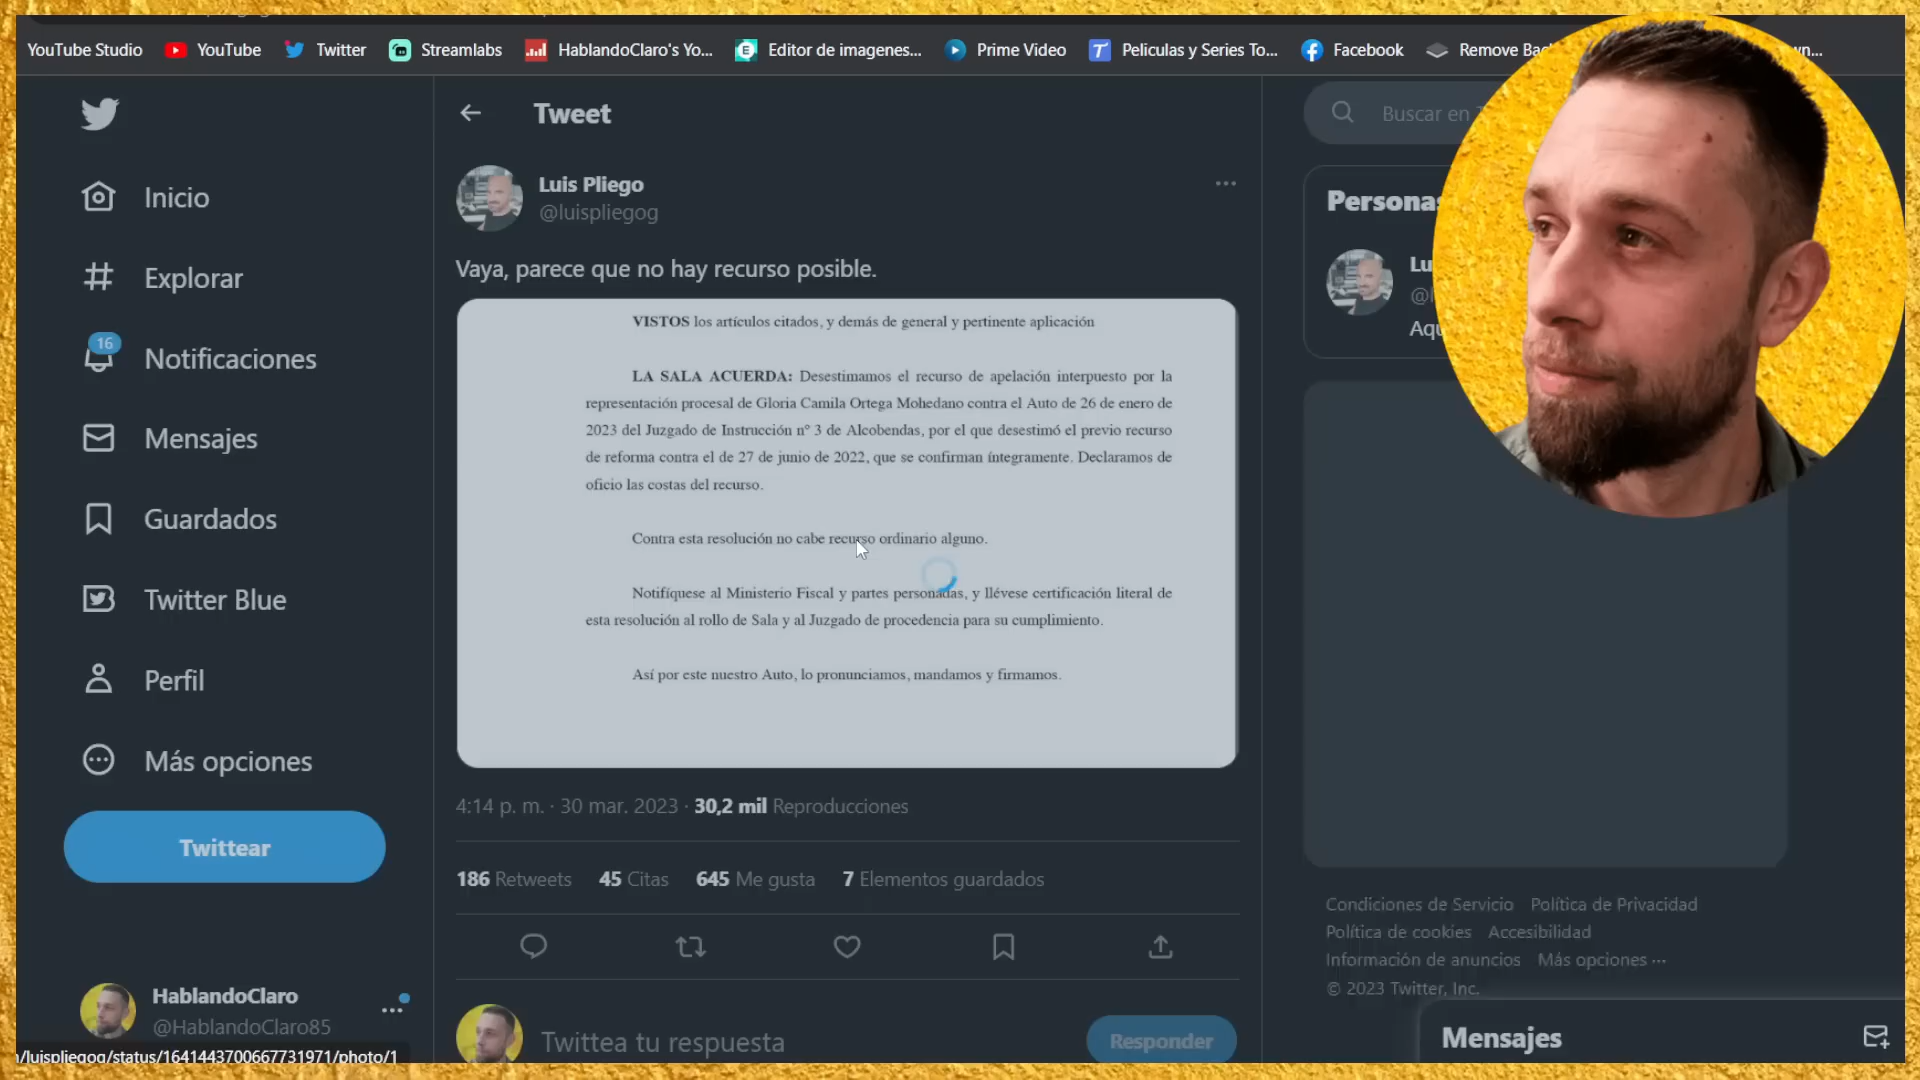 YouTube Studio
YouTube
Twitter
Streamlabs
HablandoClaro's Yo...
Editor de imagenes...
Prime Video
Peliculas y Series To...
Facebook
Remove
Tweet
Buscar en
Inicio
Explorar
16
Notificaciones
Mensajes
Guardados
Twitter Blue
Perfil
Más opciones
Twittear
HablandoClaro
@HablandoClaro85
/luispliegog/status/1641443700667731971/photo/1
Luis Pliego
@luispliegog
Vaya, parece que no hay recurso posible.
VISTOS los artículos citados, y demás de general y pertinente aplicación
LA SALA ACUERDA: Desestimamos el recurso de apelación interpuesto por la
representación procesal de Gloria Camila Ortega Mohedano contra el Auto de 26 de enero de
2023 del Juzgado de Instrucción nº 3 de Alcobendas, por el que desestimó el previo recurso
de reforma contra el de 27 de junio de 2022, que se confirman íntegramente. Declaramos de
oficio las costas del recurso.
Contra esta resolución no cabe recurso ordinario alguno.
Notifíquese al Ministerio Fiscal y partes personadas, y llévese certificación literal de
esta resolución al rollo de Sala y al Juzgado de procedencia para su cumplimiento.
Así por este nuestro Auto, lo pronunciamos, mandamos y firmamos.
4:14 p. m. · 30 mar. 2023 · 30,2 mil Reproducciones
186 Retweets 45 Citas 645 Me gusta 7 Elementos guardados
Twittea tu respuesta
Responder
Personas
Condiciones de Servicio Política de Privacidad
Política de cookies Accesibilidad
Información de anuncios Más opciones ···
© 2023 Twitter, Inc.
Mensajes